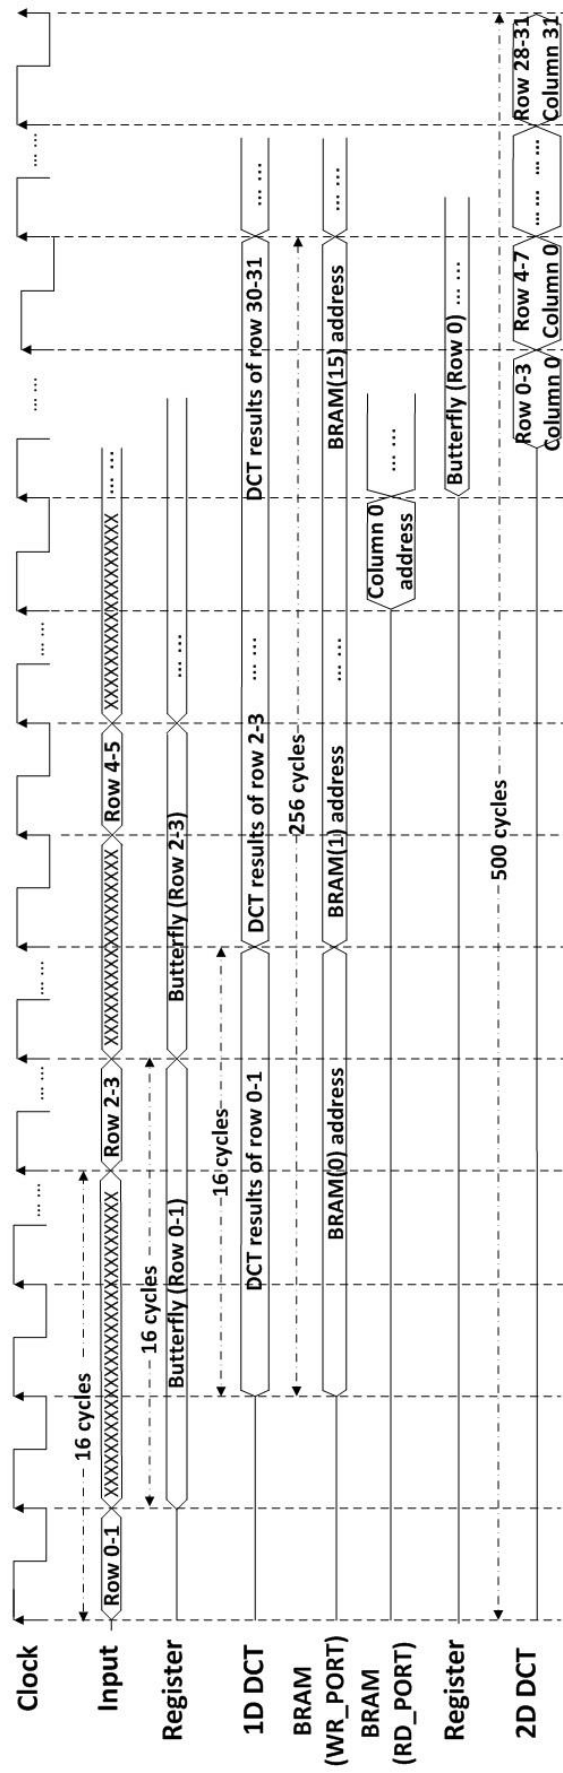 Clock
... ...
... ...
... ...
... ...
... ...
... ...
16 cycles
Input
Row 0-1
XXXXXXXXXXXXXXXXXXXXXXXX
Row 2-3
XXXXXXXXXXXXXXX
Row 4-5
XXXXXXXXXXXXXXXX
... ...
16 cycles
Register
Butterfly (Row 0-1)
Butterfly (Row 2-3)
... ...
16 cycles
1D DCT
DCT results of row 0-1
DCT results of row 2-3
... ...
DCT results of row 30-31
... ...
256 cycles
BRAM
(WR_PORT)
BRAM(0) address
BRAM(1) address
... ...
BRAM(15) address
... ...
BRAM
(RD_PORT)
Column 0
address
... ...
Register
Butterfly (Row 0)
... ...
500 cycles
2D DCT
Row 0-3
Column 0
Row 4-7
Column 0
... ...
... ...
Row 28-31
Column 31